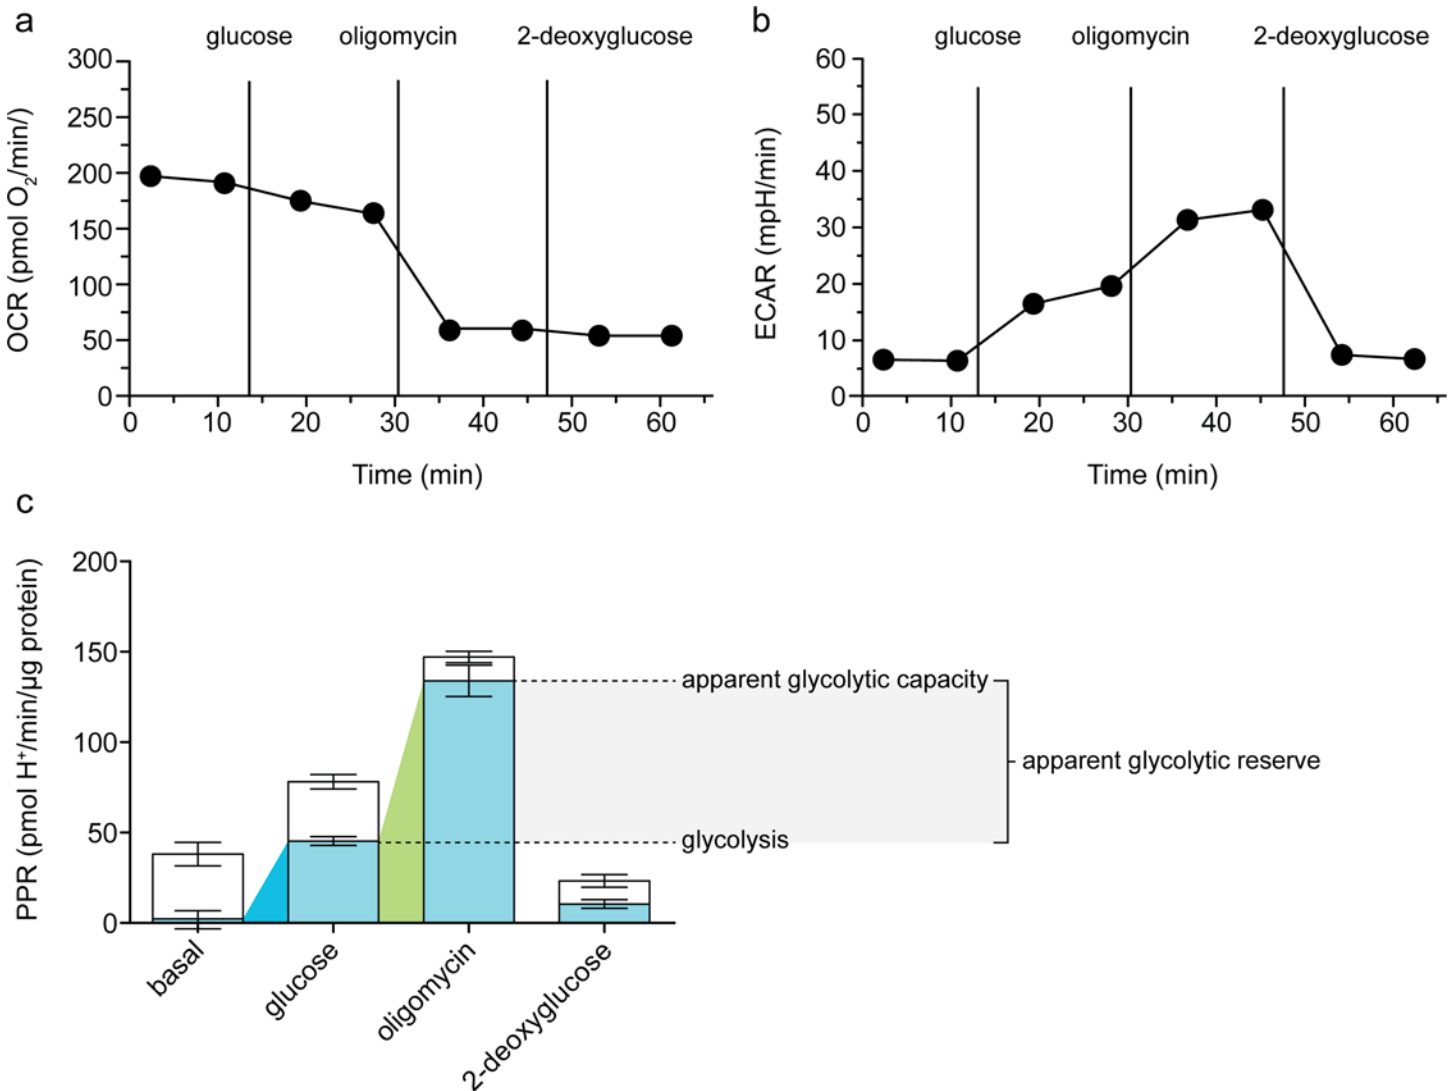 a
glucose oligomycin 2-deoxyglucose
300
250
200
150
100
50
0
OCR (pmol O₂/min/)
0 10 20 30 40 50 60
Time (min)
b
glucose oligomycin 2-deoxyglucose
60
50
40
30
20
10
0
ECAR (mpH/min)
0 10 20 30 40 50 60
Time (min)
c
200
150
100
50
0
PPR (pmol H⁺/min/µg protein)
apparent glycolytic capacity
apparent glycolytic reserve
glycolysis
basal
glucose
oligomycin
2-deoxyglucose